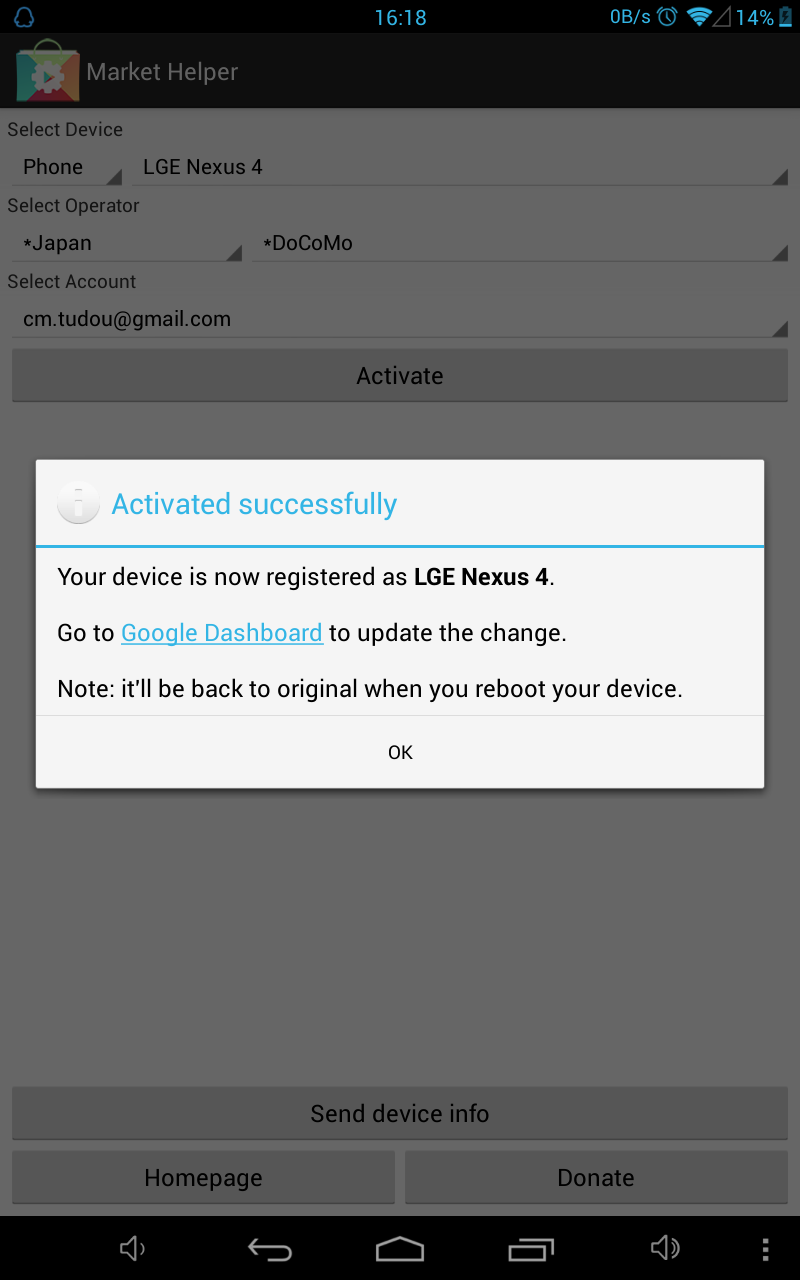 16:18 0B/s 14%
Market Helper
Select Device
Phone LGE Nexus 4
Select Operator
*Japan *DoCoMo
Select Account
cm.tudou@gmail.com
Activate
Activated successfully
Your device is now registered as LGE Nexus 4.
Go to Google Dashboard to update the change.
Note: it'll be back to original when you reboot your device.
OK
Send device info
Homepage Donate